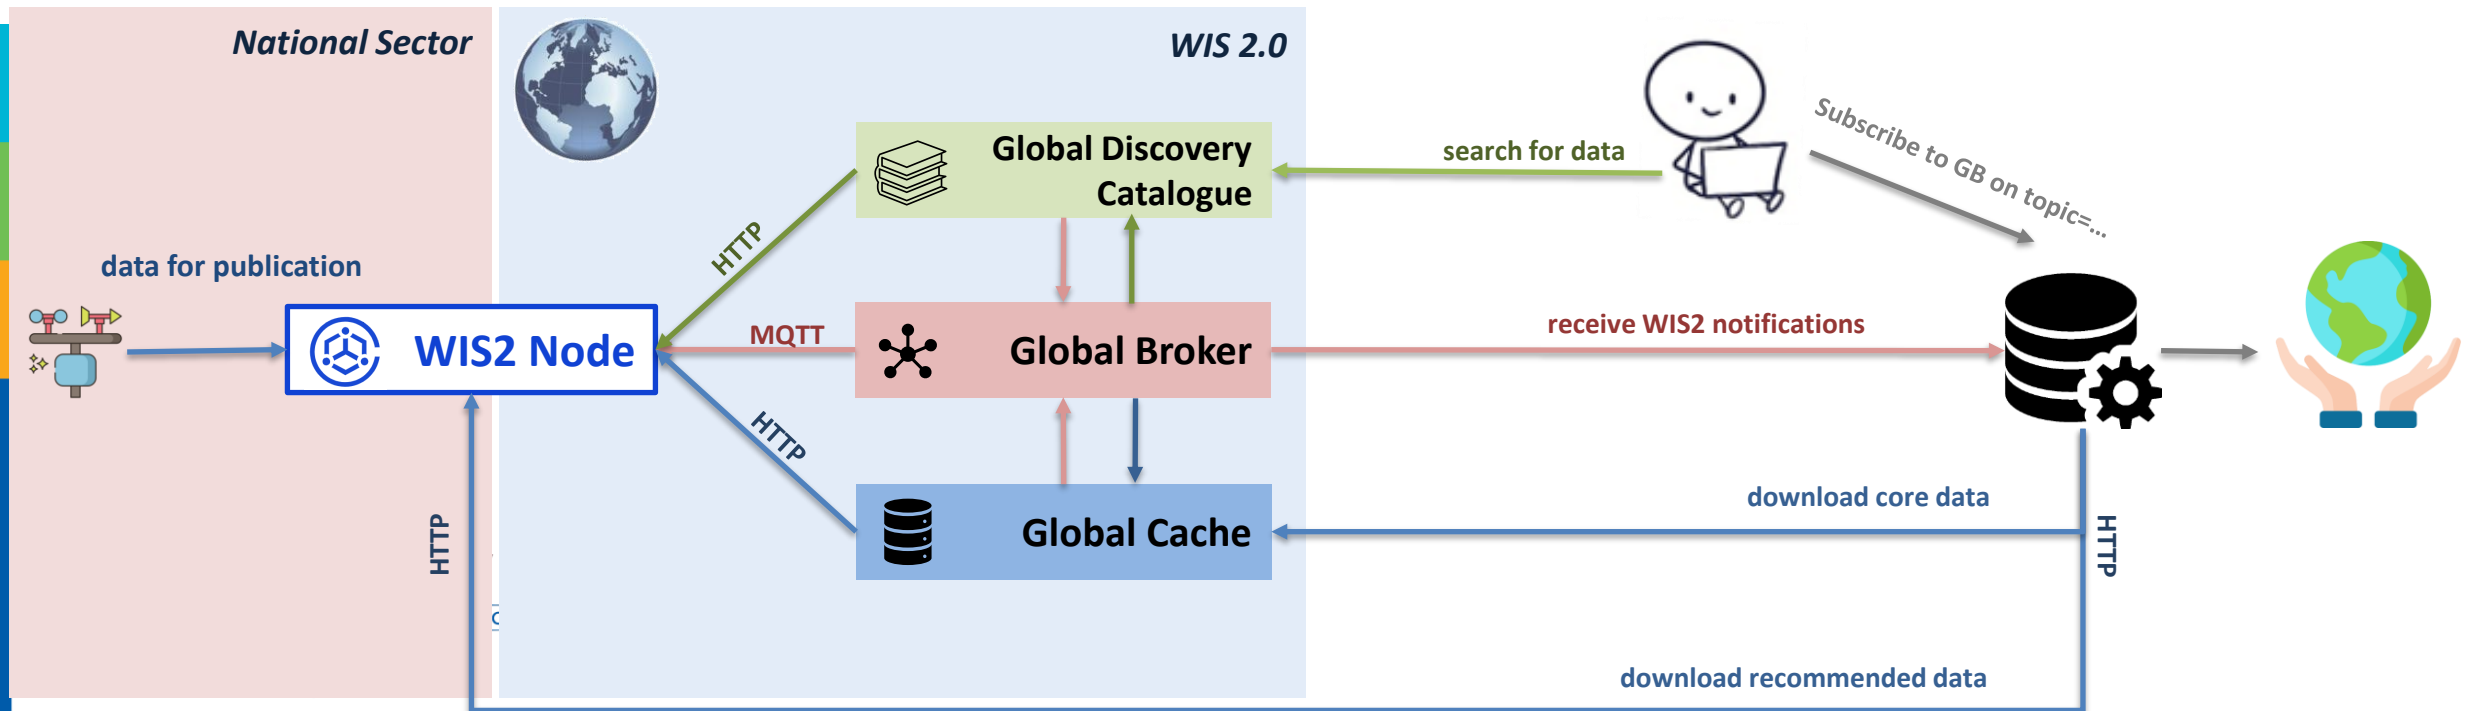 National Sector
WIS 2.0
Global Discovery
Catalogue
search for data
Subscribe to GB on topic=...
HTTP
data for publication
WIS2 Node
MQTT
Global Broker
receive WIS2 notifications
HTTP
Global Cache
download core data
HTTP
HTTP
download recommended data